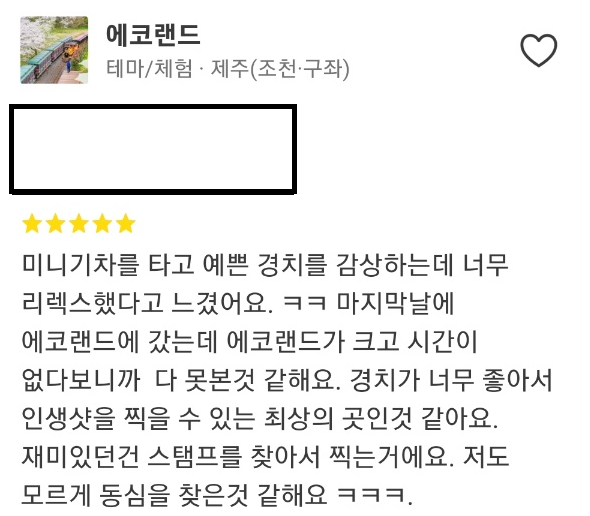 에코랜드
테마/체험 · 제주(조천·구좌)
미니기차를 타고 예쁜 경치를 감상하는데 너무
리렉스했다고 느꼈어요. ㅋㅋ 마지막날에
에코랜드에 갔는데 에코랜드가 크고 시간이
없다보니까  다 못본것 같해요. 경치가 너무 좋아서
인생샷을 찍을 수 있는 최상의 곳인것 같아요.
재미있던건 스탬프를 찾아서 찍는거에요. 저도
모르게 동심을 찾은것 같해요 ㅋㅋㅋ.